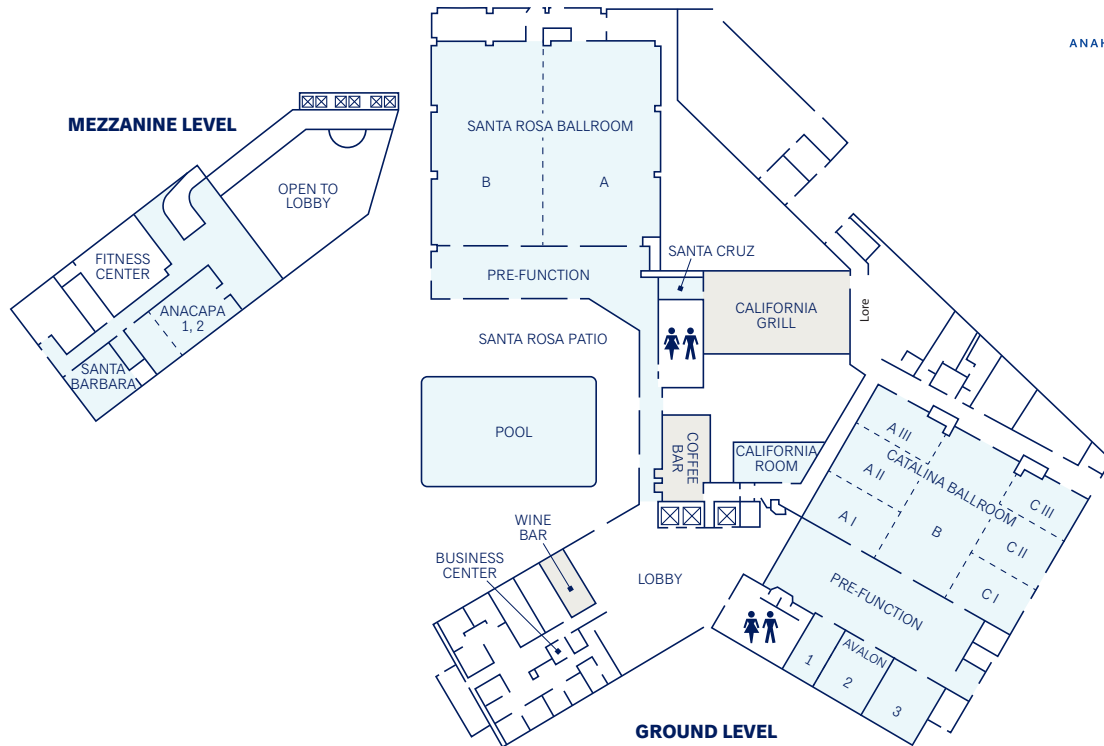 ANAH
MEZZANINE LEVEL
SANTA ROSA BALLROOM
B
A
OPEN TO
LOBBY
FITNESS
CENTER
ANACAPA
1, 2
SANTA
BARBARA
PRE-FUNCTION
SANTA CRUZ
CALIFORNIA
GRILL
Lore
SANTA ROSA PATIO
POOL
COFFEE
BAR
CALIFORNIA
ROOM
A III
A II
A I
CATALINA BALLROOM
B
C III
C II
C I
PRE-FUNCTION
WINE
BAR
BUSINESS
CENTER
LOBBY
AVALON
1
2
3
GROUND LEVEL